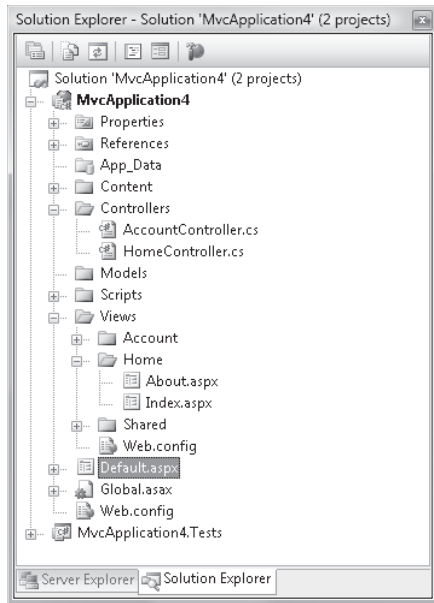 Solution Explorer - Solution 'MvcApplication4' (2 projects)
Solution 'MvcApplication4' (2 projects)
MvcApplication4
Properties
References
App_Data
Content
Controllers
AccountController.cs
HomeController.cs
Models
Scripts
Views
Account
Home
About.aspx
Index.aspx
Shared
Web.config
Default.aspx
Global.asax
Web.config
MvcApplication4.Tests
Server Explorer Solution Explorer